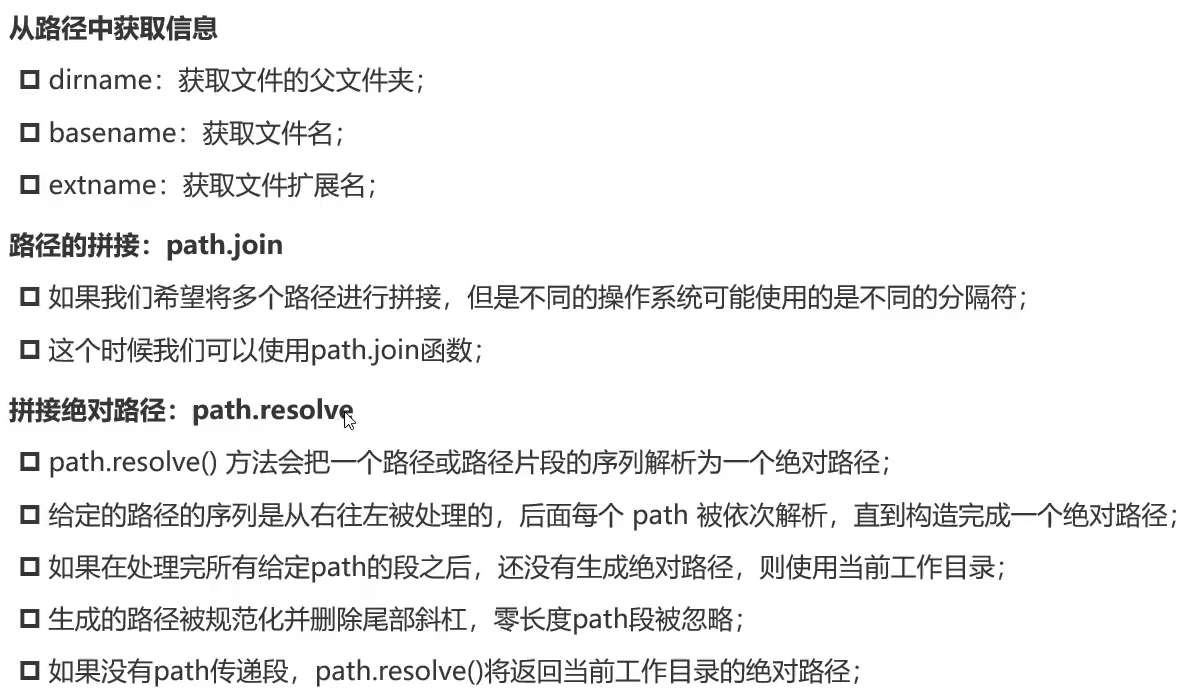 从路径中获取信息
dirname：获取文件的父文件夹；
basename：获取文件名；
extname：获取文件扩展名；
路径的拼接：path.join
如果我们希望将多个路径进行拼接，但是不同的操作系统可能使用的是不同的分隔符；
这个时候我们可以使用path.join函数；
拼接绝对路径：path.resolve
path.resolve() 方法会把一个路径或路径片段的序列解析为一个绝对路径；
给定的路径的序列是从右往左被处理的，后面每个 path 被依次解析，直到构造完成一个绝对路径；
如果在处理完所有给定path的段之后，还没有生成绝对路径，则使用当前工作目录；
生成的路径被规范化并删除尾部斜杠，零长度path段被忽略；
如果没有path传递段，path.resolve()将返回当前工作目录的绝对路径；